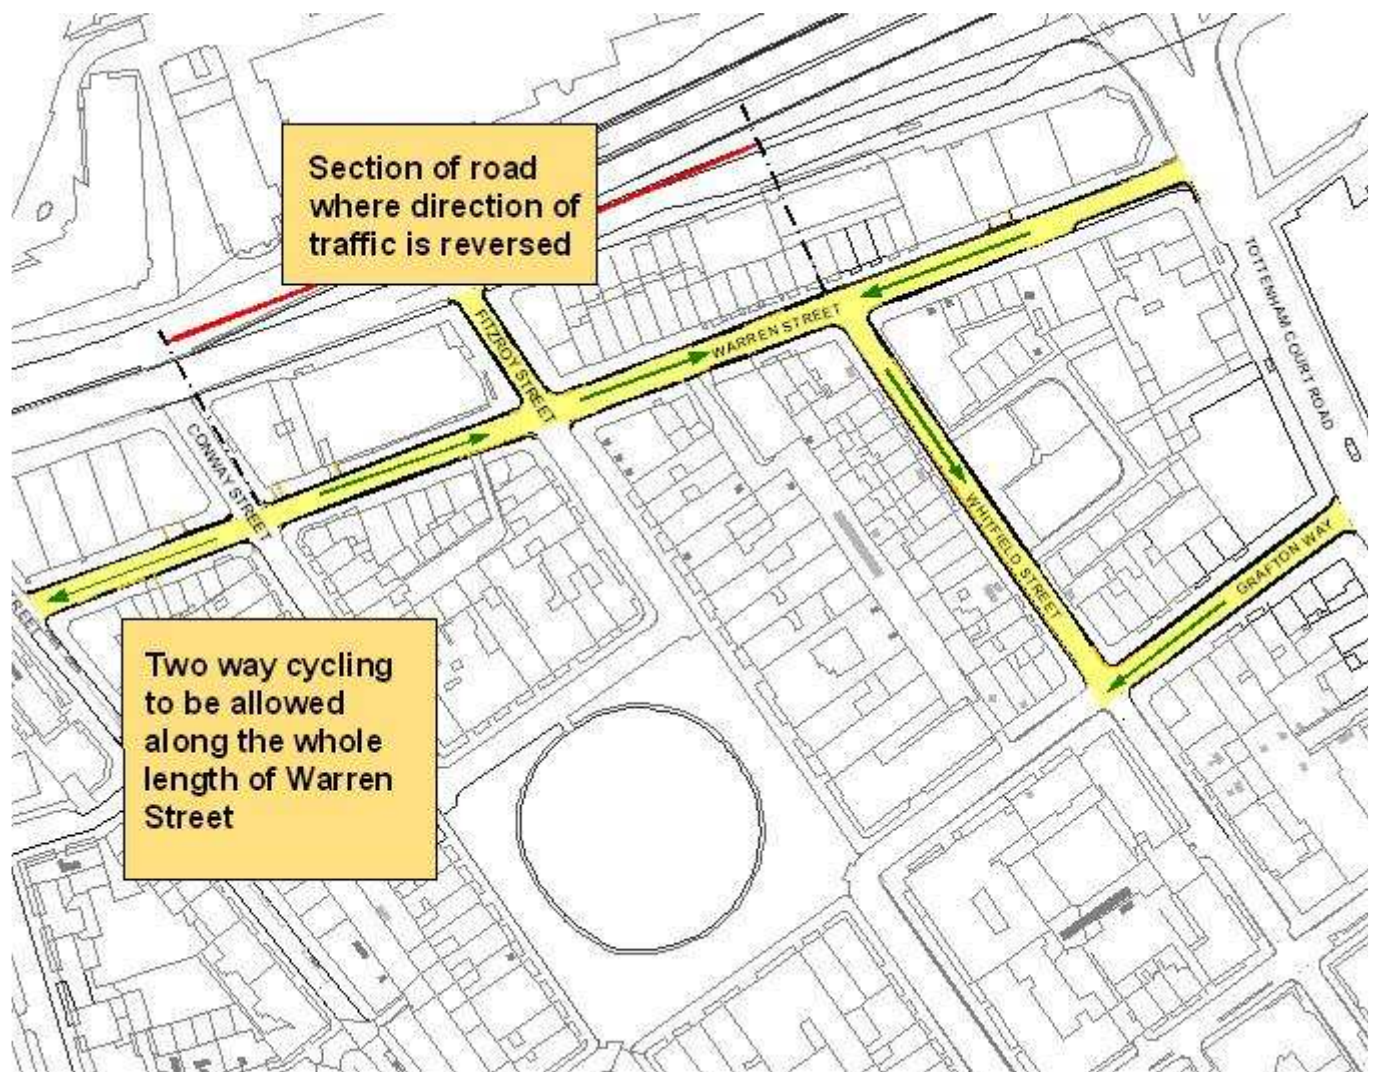 Section of road
where direction of
traffic is reversed
TOTTENHAM COURT ROAD
FITZROY STREET
WARREN STREET
CONWAY STREET
WHITFIELD STREET
GRAFTON WAY
REET
Two way cycling
to be allowed
along the whole
length of Warren
Street